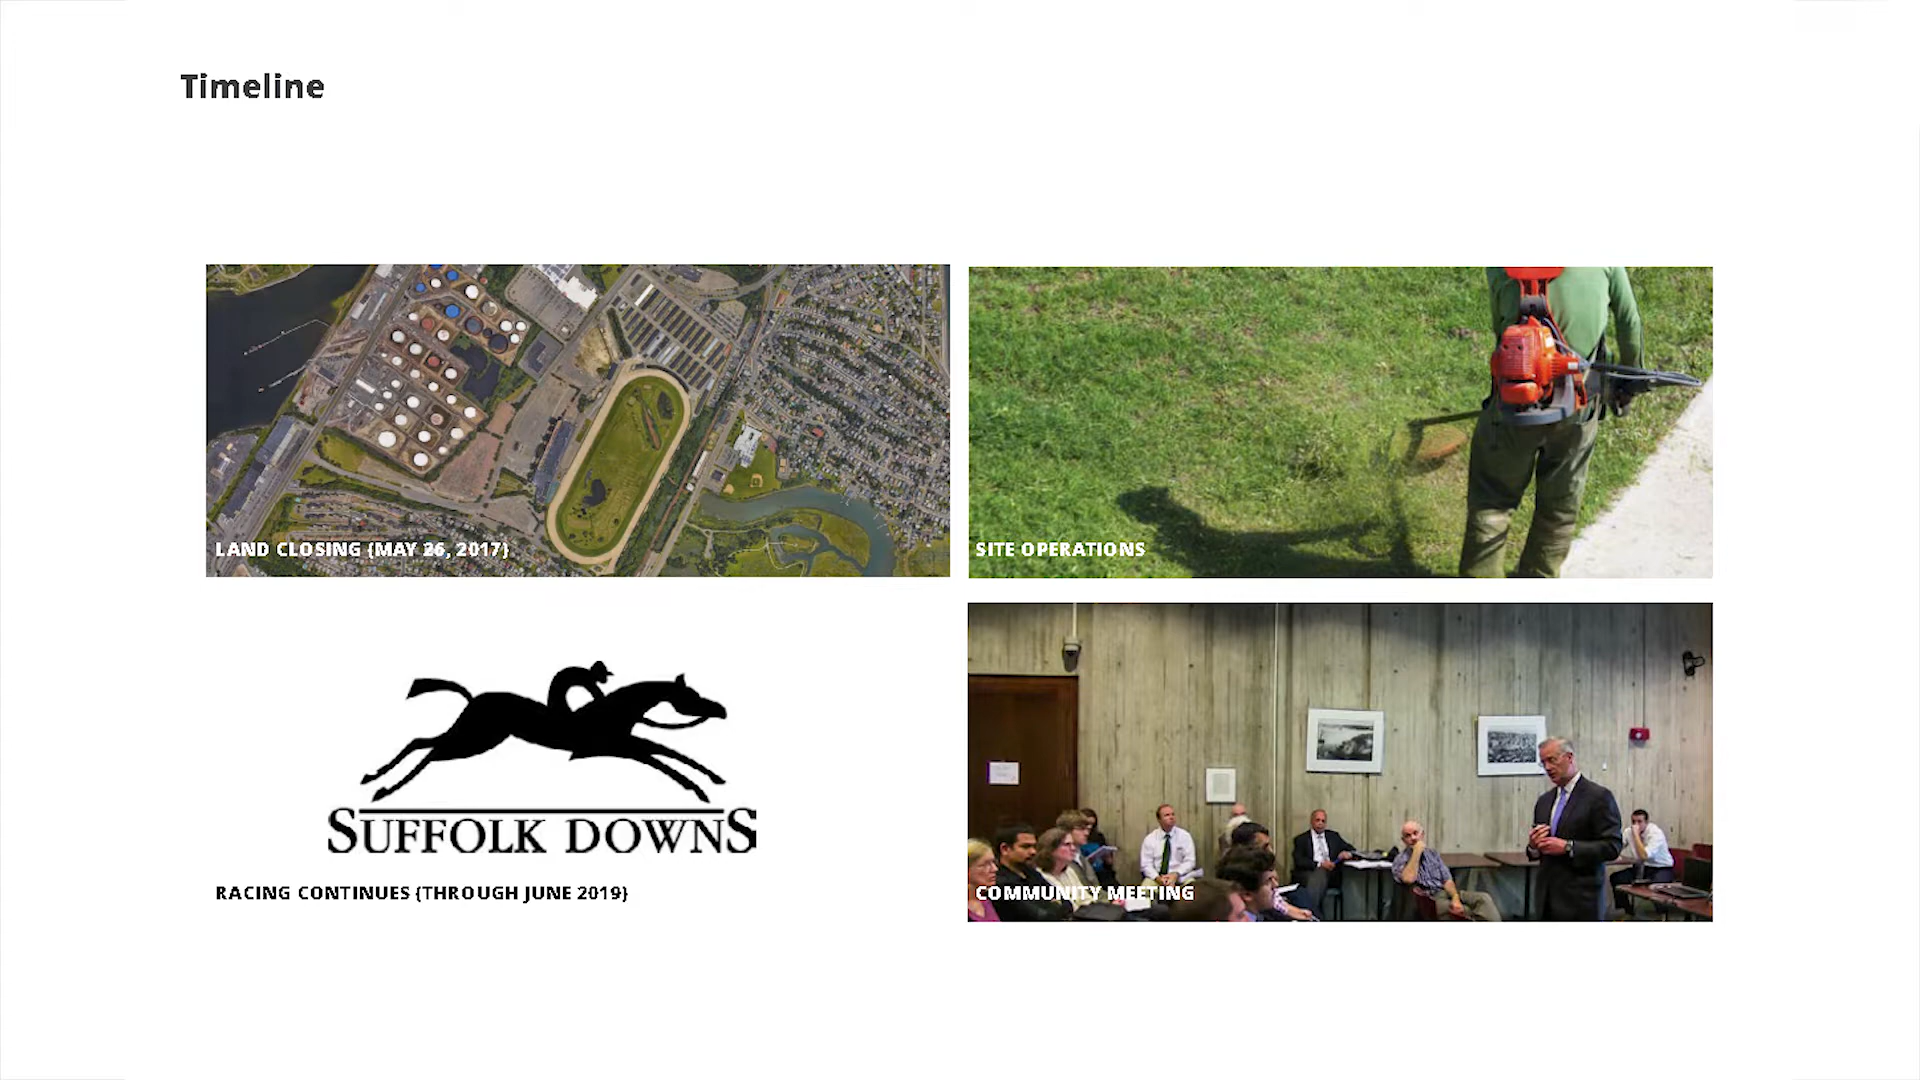 Timeline
LAND CLOSING {MAY 26, 2017}
SITE OPERATIONS
SUFFOLK DOWNS
RACING CONTINUES {THROUGH JUNE 2019}
COMMUNITY MEETING